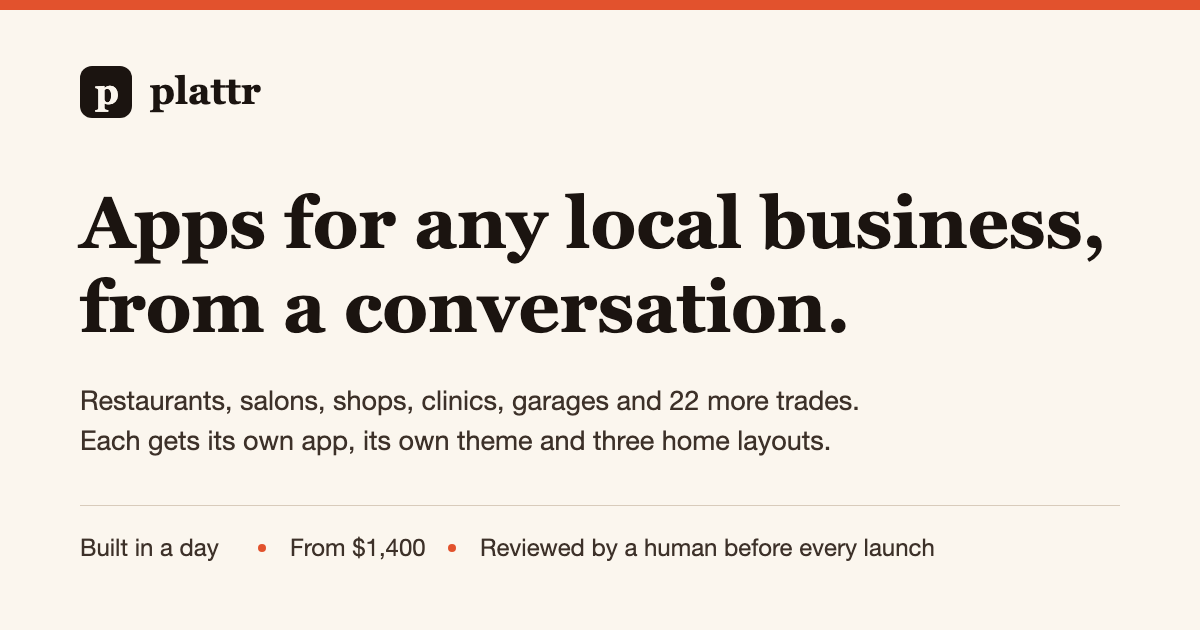 p plattr
Apps for any local business,
from a conversation.
Restaurants, salons, shops, clinics, garages and 22 more trades.
Each gets its own app, its own theme and three home layouts.
Built in a day • From $1,400 • Reviewed by a human before every launch